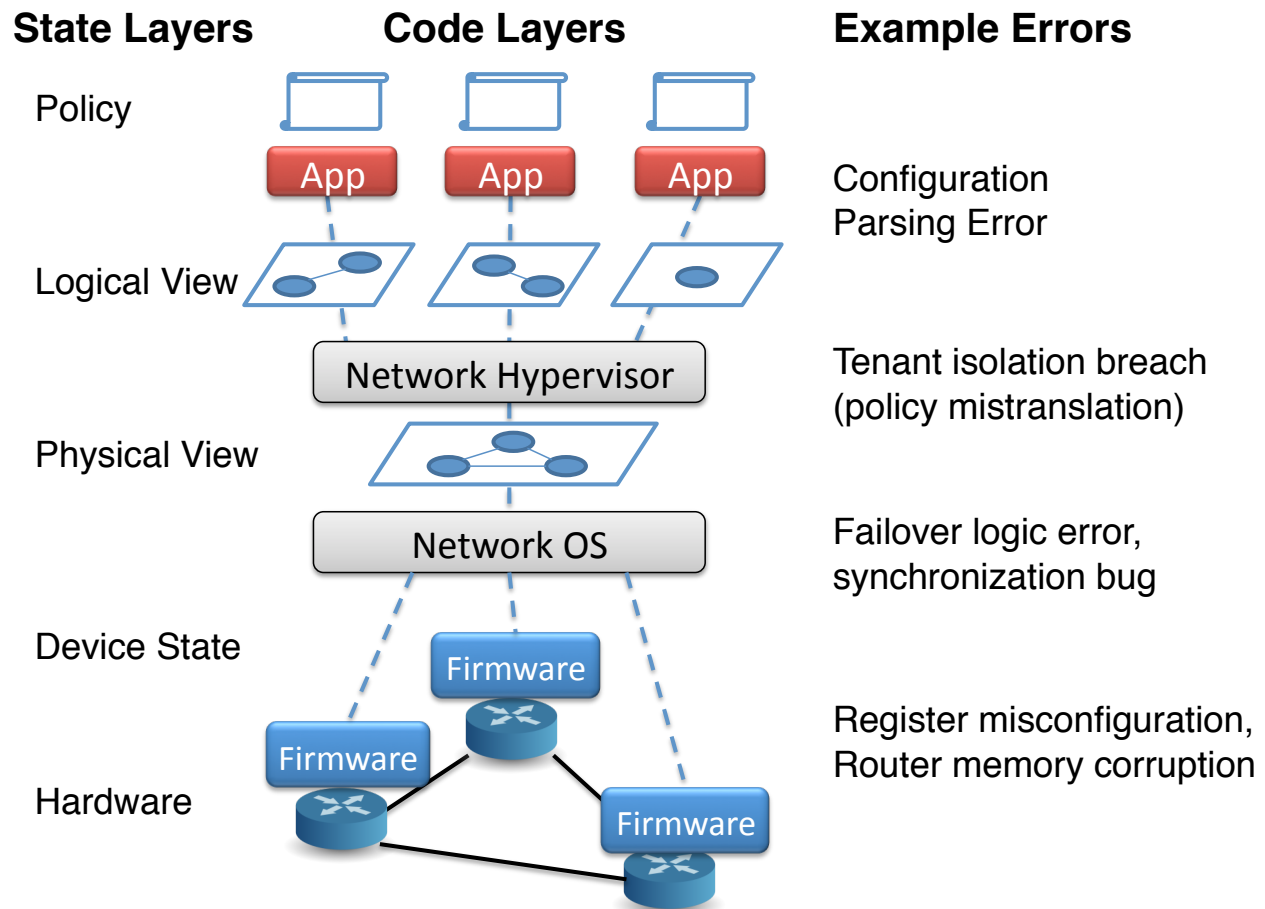 State Layers
Code Layers
Example Errors
Policy
App
App
App
Configuration
Parsing Error
Logical View
Network Hypervisor
Tenant isolation breach
(policy mistranslation)
Physical View
Network OS
Failover logic error,
synchronization bug
Device State
Firmware
Firmware
Register misconfiguration,
Router memory corruption
Hardware
Firmware